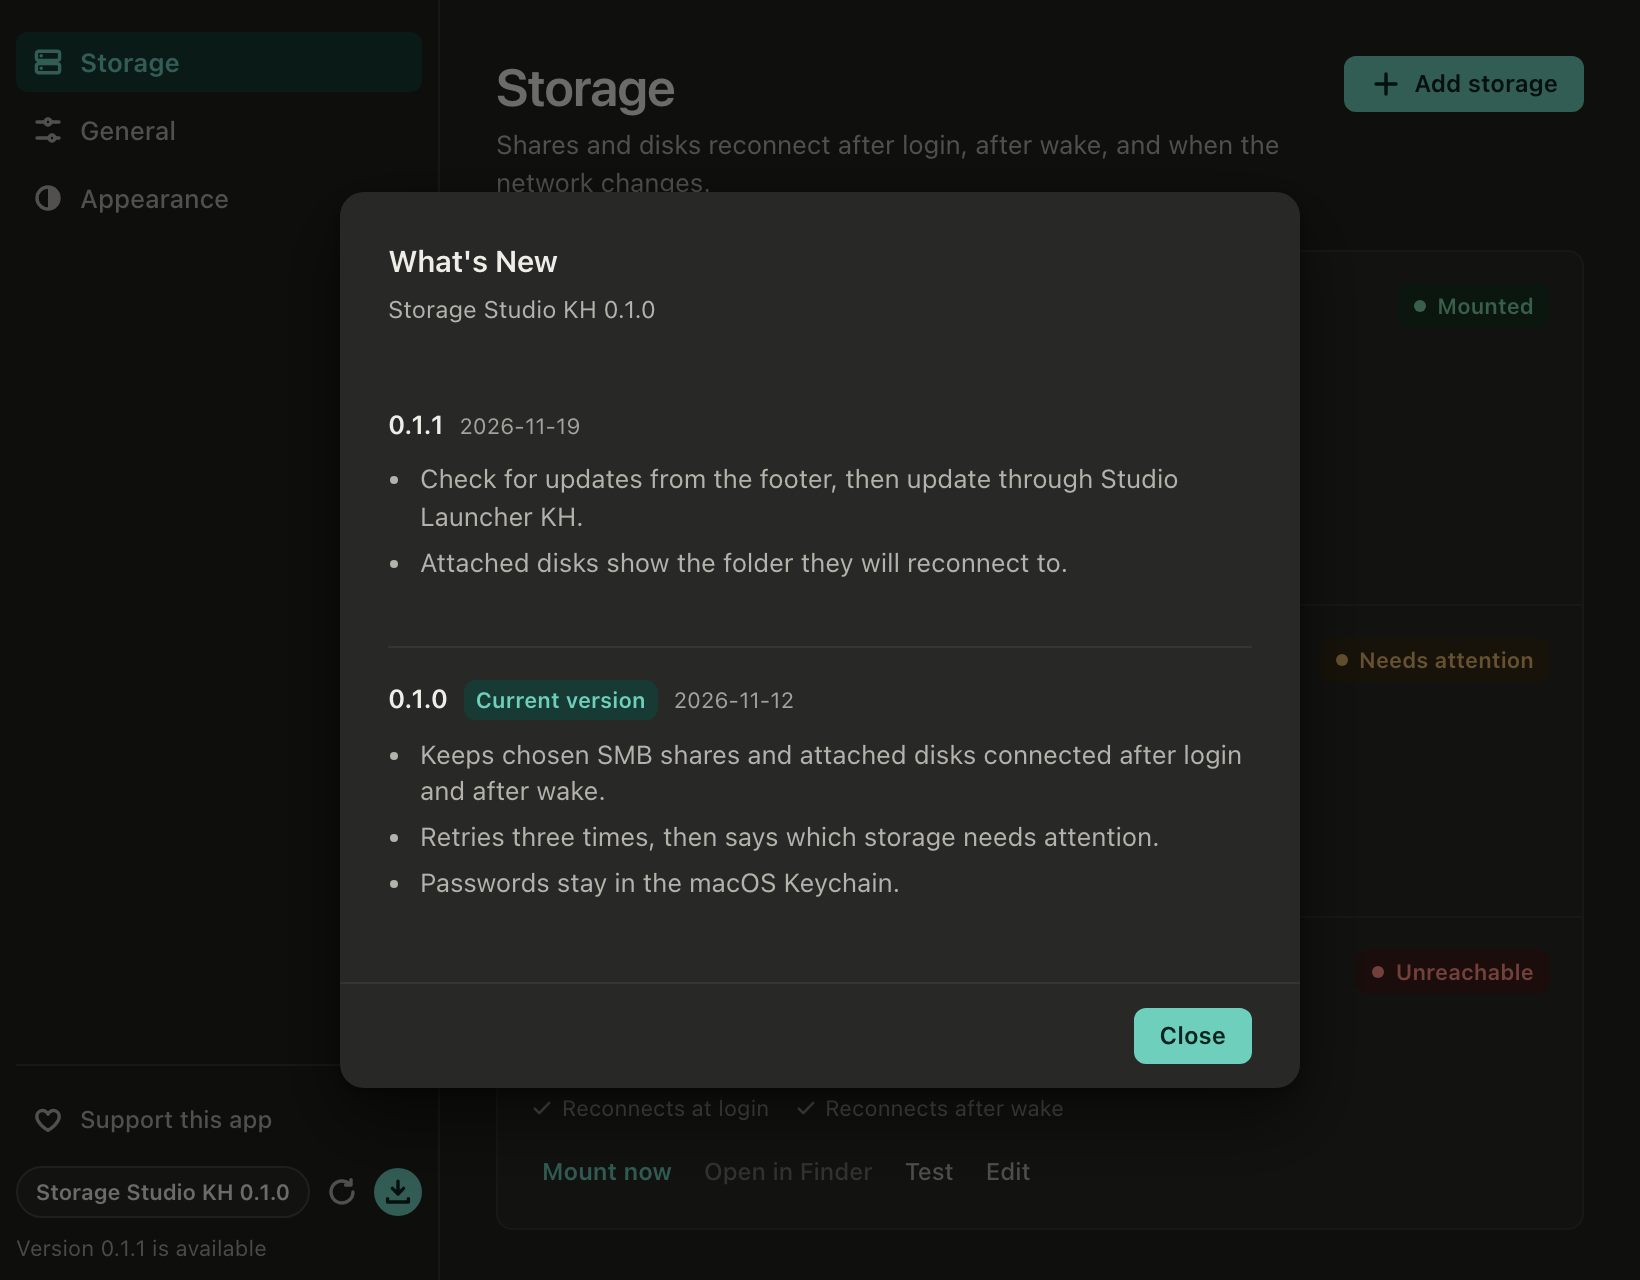 Storage
General
Appearance
Storage
Add storage
Shares and disks reconnect after login, after wake, and when the
network changes.
Mounted
Needs attention
Unreachable
What's New
Storage Studio KH 0.1.0
0.1.1 2026-11-19
Check for updates from the footer, then update through Studio
Launcher KH.
Attached disks show the folder they will reconnect to.
0.1.0 Current version 2026-11-12
Keeps chosen SMB shares and attached disks connected after login
and after wake.
Retries three times, then says which storage needs attention.
Passwords stay in the macOS Keychain.
Close
Reconnects at login Reconnects after wake
Mount now Open in Finder Test Edit
Support this app
Storage Studio KH 0.1.0
Version 0.1.1 is available